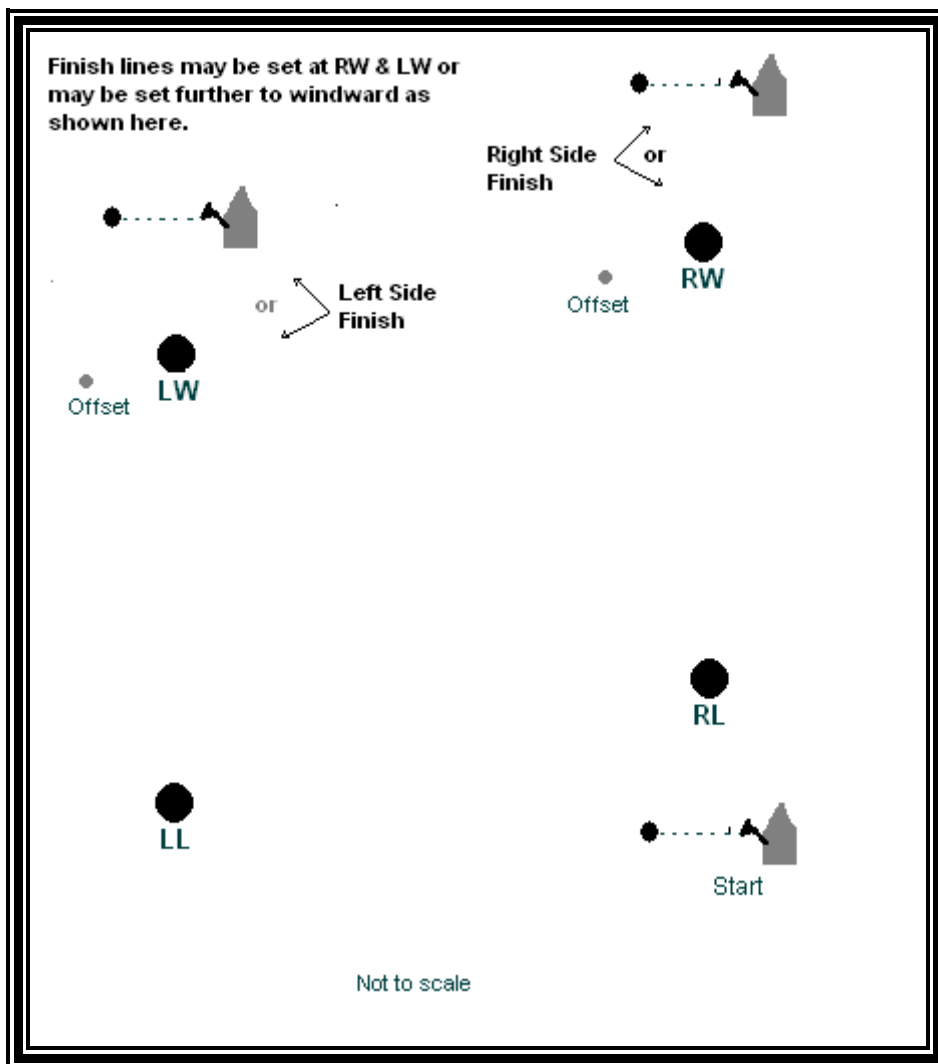 Finish lines may be set at RW & LW or
may be set further to windward as
shown here.
Right Side
Finish
or
RW
Offset
or
Left Side
Finish
LW
Offset
RL
LL
Start
Not to scale